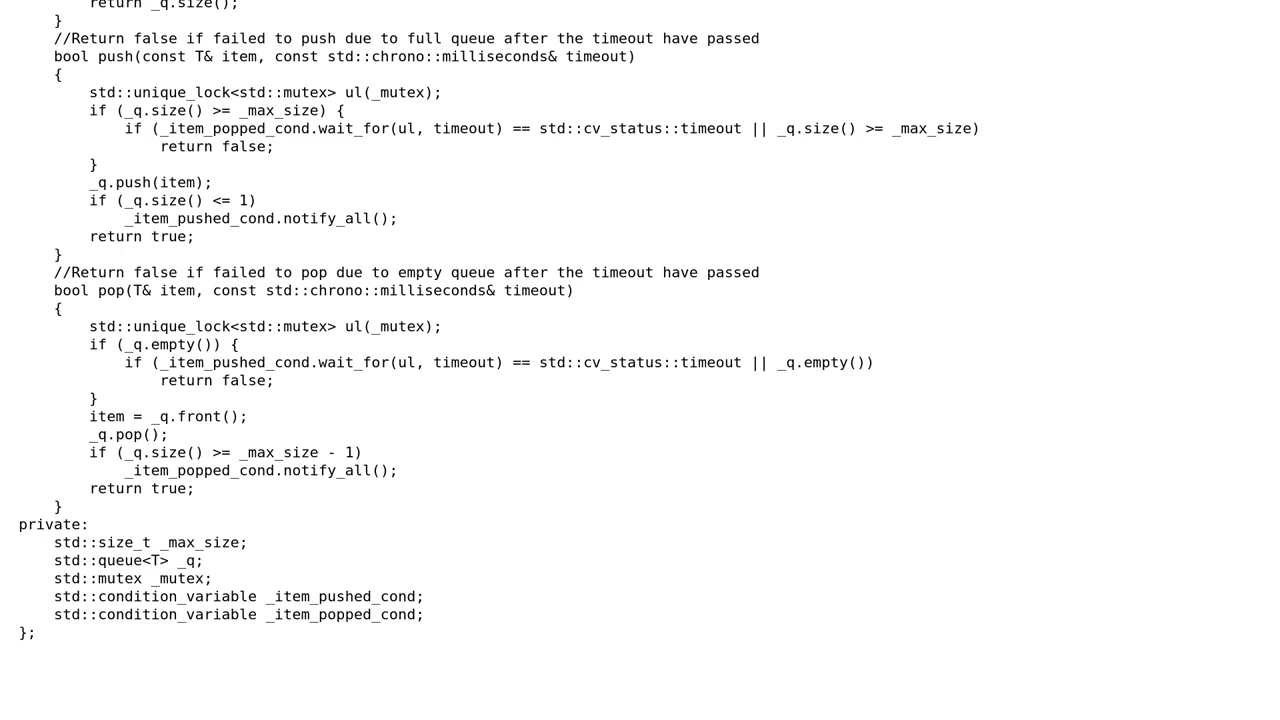 return _q.size();
}
//Return false if failed to push due to full queue after the timeout have passed
bool push(const T& item, const std::chrono::milliseconds& timeout)
{
std::unique_lock<std::mutex> ul(_mutex);
if (_q.size() >= _max_size) {
if (_item_popped_cond.wait_for(ul, timeout) == std::cv_status::timeout || _q.size() >= _max_size)
return false;
}
_q.push(item);
if (_q.size() <= 1)
_item_pushed_cond.notify_all();
return true;
}
//Return false if failed to pop due to empty queue after the timeout have passed
bool pop(T& item, const std::chrono::milliseconds& timeout)
{
std::unique_lock<std::mutex> ul(_mutex);
if (_q.empty()) {
if (_item_pushed_cond.wait_for(ul, timeout) == std::cv_status::timeout || _q.empty())
return false;
}
item = _q.front();
_q.pop();
if (_q.size() >= _max_size - 1)
_item_popped_cond.notify_all();
return true;
}
private:
std::size_t _max_size;
std::queue<T> _q;
std::mutex _mutex;
std::condition_variable _item_pushed_cond;
std::condition_variable _item_popped_cond;
};